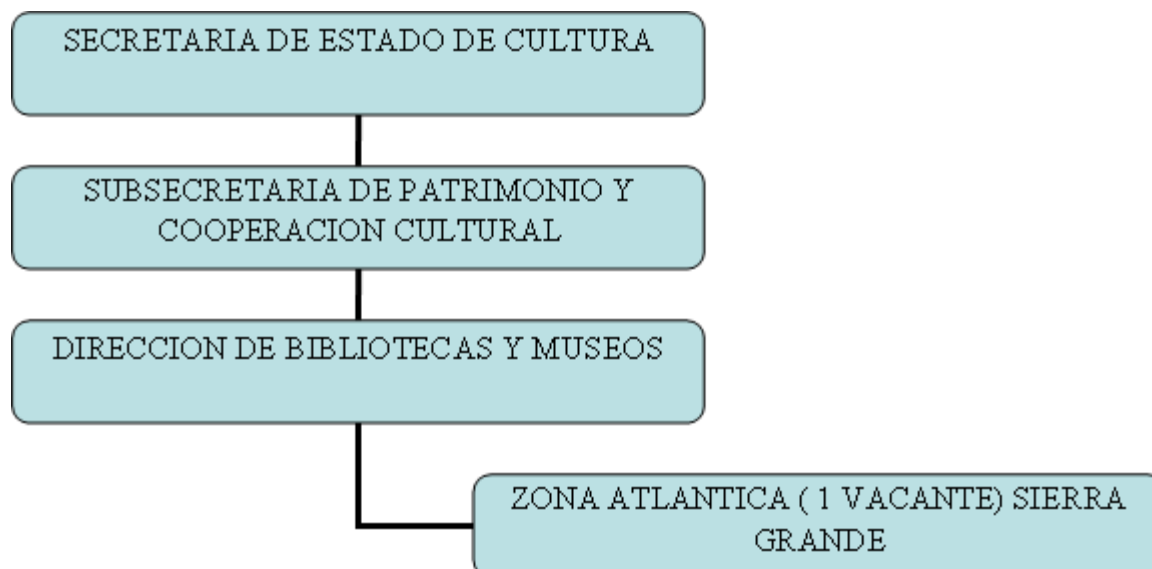 SECRETARIA DE ESTADO DE CULTURA
SUBSECRETARIA DE PATRIMONIO Y
COOPERACION CULTURAL
DIRECCION DE BIBLIOTECAS Y MUSEOS
ZONA ATLANTICA ( 1 VACANTE) SIERRA
GRANDE